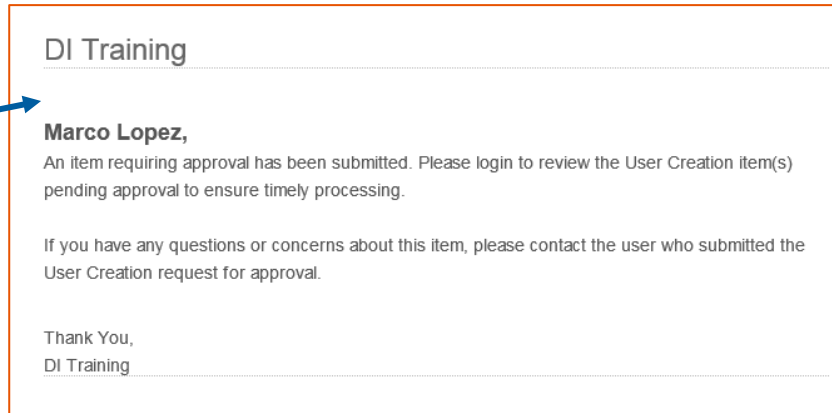 DI Training
Marco Lopez,
An item requiring approval has been submitted. Please login to review the User Creation item(s)
pending approval to ensure timely processing.
If you have any questions or concerns about this item, please contact the user who submitted the
User Creation request for approval.
Thank You,
DI Training